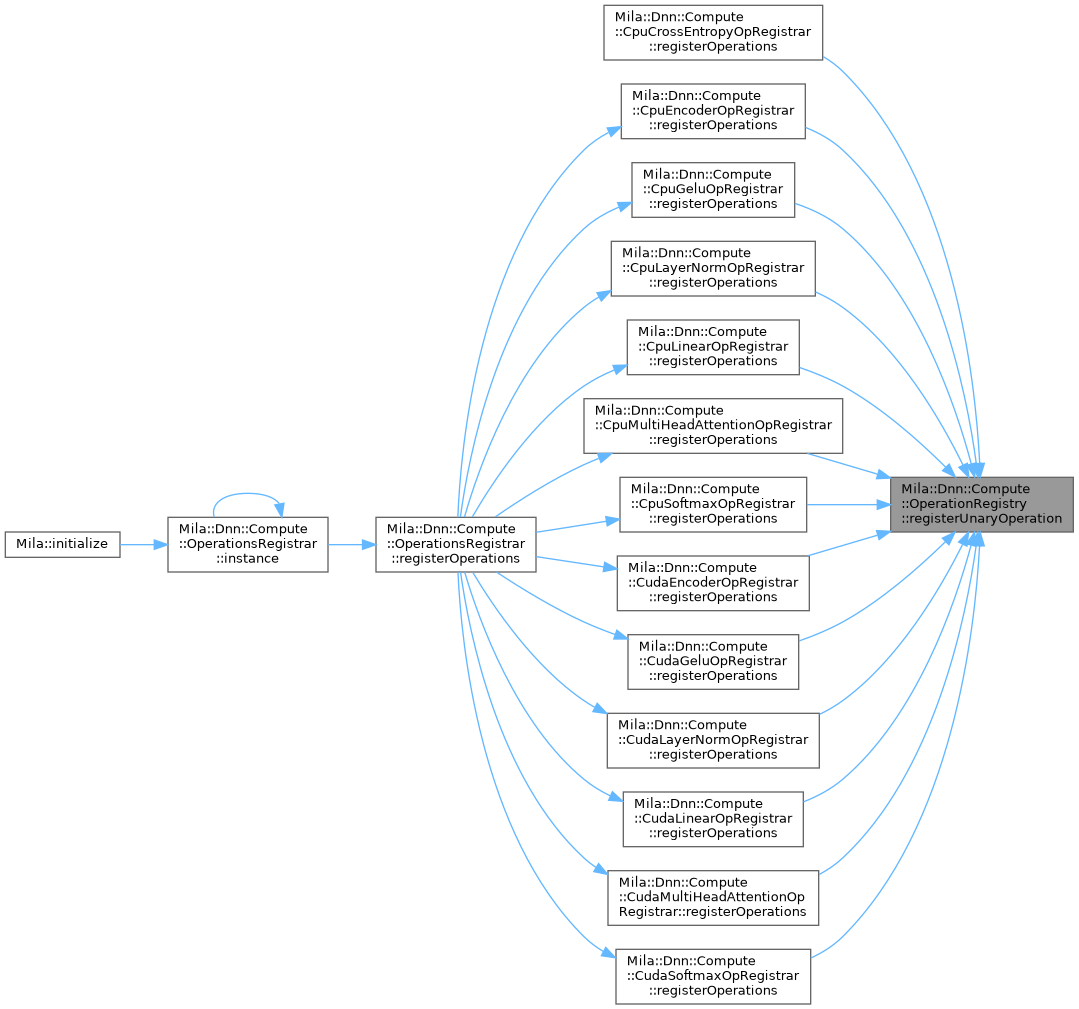 Mila::Dnn::Compute
::CpuCrossEntropyOpRegistrar
::registerOperations
Mila::Dnn::Compute
::CpuEncoderOpRegistrar
::registerOperations
Mila::Dnn::Compute
::CpuGeluOpRegistrar
::registerOperations
Mila::Dnn::Compute
::CpuLayerNormOpRegistrar
::registerOperations
Mila::Dnn::Compute
::CpuLinearOpRegistrar
::registerOperations
Mila::Dnn::Compute
::CpuMultiHeadAttentionOpRegistrar
::registerOperations
Mila::Dnn::Compute
::CpuSoftmaxOpRegistrar
::registerOperations
Mila::Dnn::Compute
::OperationRegistry
::registerUnaryOperation
Mila::initialize
Mila::Dnn::Compute
::OperationsRegistrar
::instance
Mila::Dnn::Compute
::OperationsRegistrar
::registerOperations
Mila::Dnn::Compute
::CudaEncoderOpRegistrar
::registerOperations
Mila::Dnn::Compute
::CudaGeluOpRegistrar
::registerOperations
Mila::Dnn::Compute
::CudaLayerNormOpRegistrar
::registerOperations
Mila::Dnn::Compute
::CudaLinearOpRegistrar
::registerOperations
Mila::Dnn::Compute
::CudaMultiHeadAttentionOp
Registrar::registerOperations
Mila::Dnn::Compute
::CudaSoftmaxOpRegistrar
::registerOperations